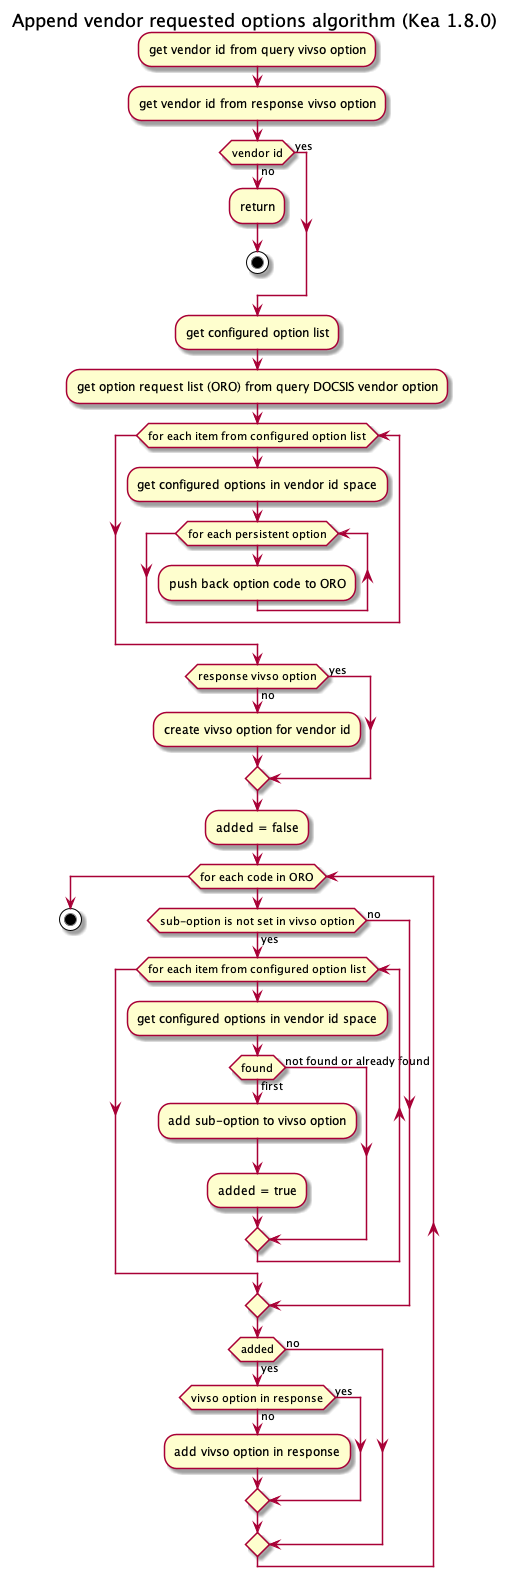 Append vendor requested options algorithm (Kea 1.8.0)
get vendor id from query vivso option
get vendor id from response vivso option
vendor id
yes
no
return
get configured option list
get option request list (ORO) from query DOCSIS vendor option
for each item from configured option list
get configured options in vendor id space
for each persistent option
push back option code to ORO
response vivso option
yes
no
create vivso option for vendor id
added = false
for each code in ORO
sub-option is not set in vivso option
no
yes
for each item from configured option list
get configured options in vendor id space
found
not found or already found
first
add sub-option to vivso option
added = true
added
no
yes
vivso option in response
yes
no
add vivso option in response